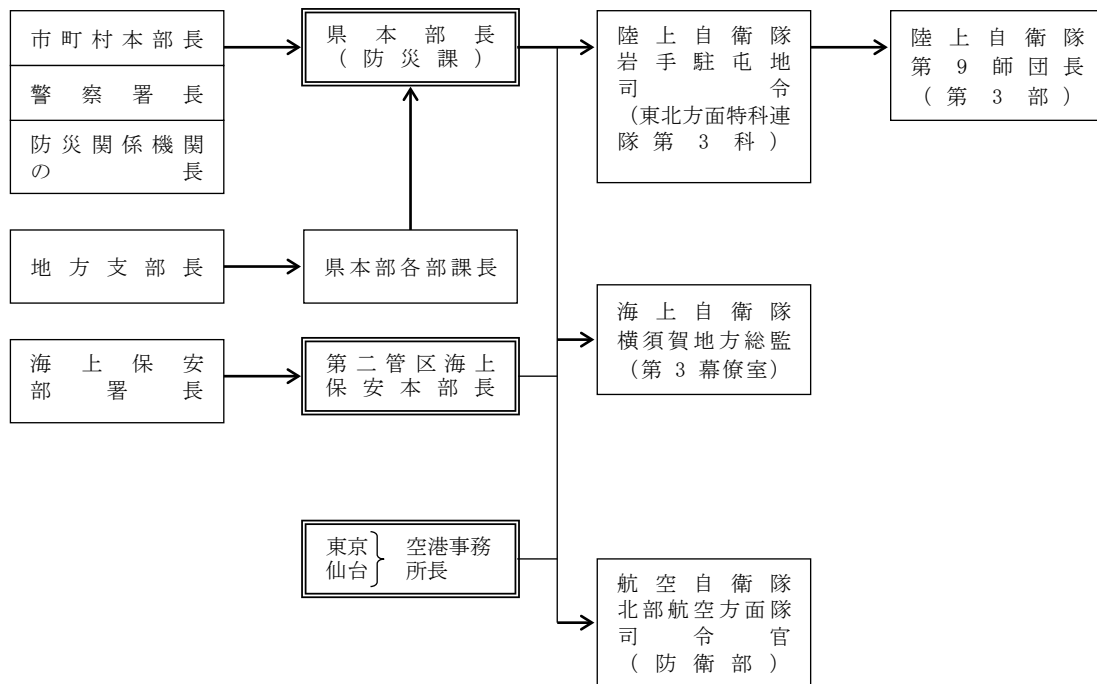 市町村本部長
警察署長
防災関係機関
の長
県本部長
（防災課）
陸上自衛隊
岩手駐屯地
司令
（東北方面特科連
隊第3科）
陸上自衛隊
第9師団長
（第3部）
地方支部長
県本部各部課長
海上保安
部署長
第二管区海上
保安本部長
海上自衛隊
横須賀地方総監
（第3幕僚室）
東京 空港事務
仙台 所長
航空自衛隊
北部航空方面隊
司令官
（防衛部）